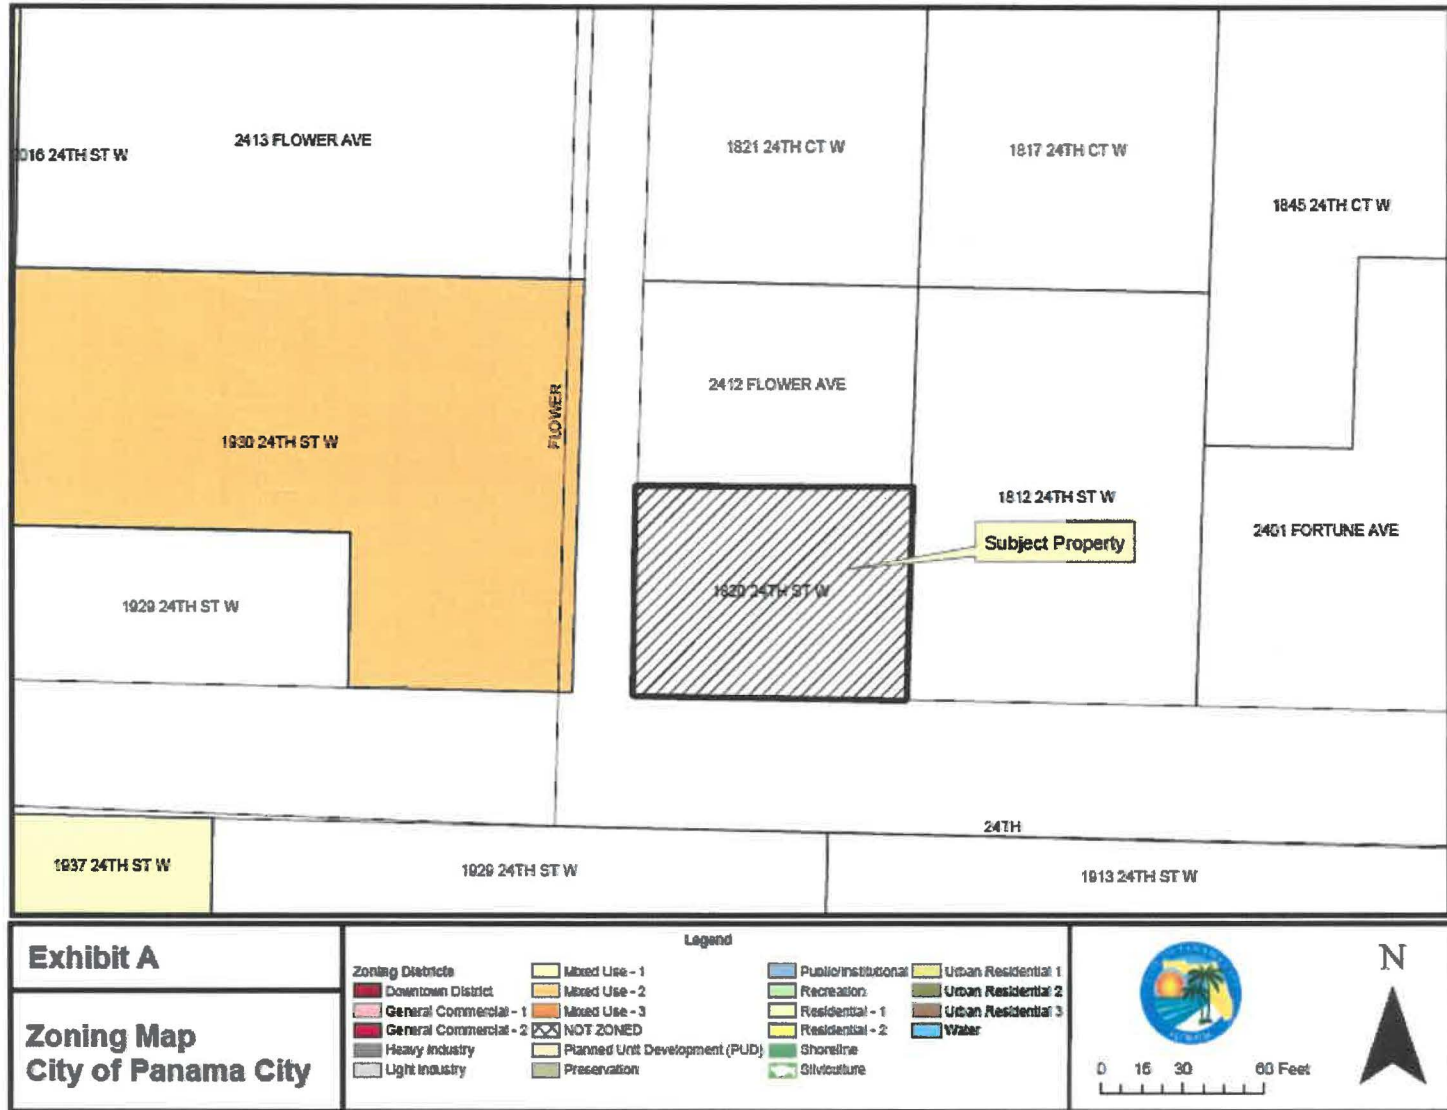 2413 FLOWER AVE
1821 24TH CT W
1817 24TH CT W
016 24TH ST W
1845 24TH CT W
2412 FLOWER AVE
FLOWER
1930 24TH ST W
1812 24TH ST W
Subject Property
2401 FORTUNE AVE
1820 24TH ST W
1929 24TH ST W
24TH
1937 24TH ST W
1929 24TH ST W
1913 24TH ST W
Exhibit A
Zoning Map
City of Panama City
Legend
Zoning Districts
Downtown District
General Commercial - 1
General Commercial - 2
Heavy Industry
Light Industry
Mixed Use - 1
Mixed Use - 2
Mixed Use - 3
NOT ZONED
Planned Unit Development (PUD)
Preservation
Public/Institutional
Recreation
Residential - 1
Residential - 2
Shoreline
Silviculture
Urban Residential 1
Urban Residential 2
Urban Residential 3
Water
N
0 15 30 60 Feet